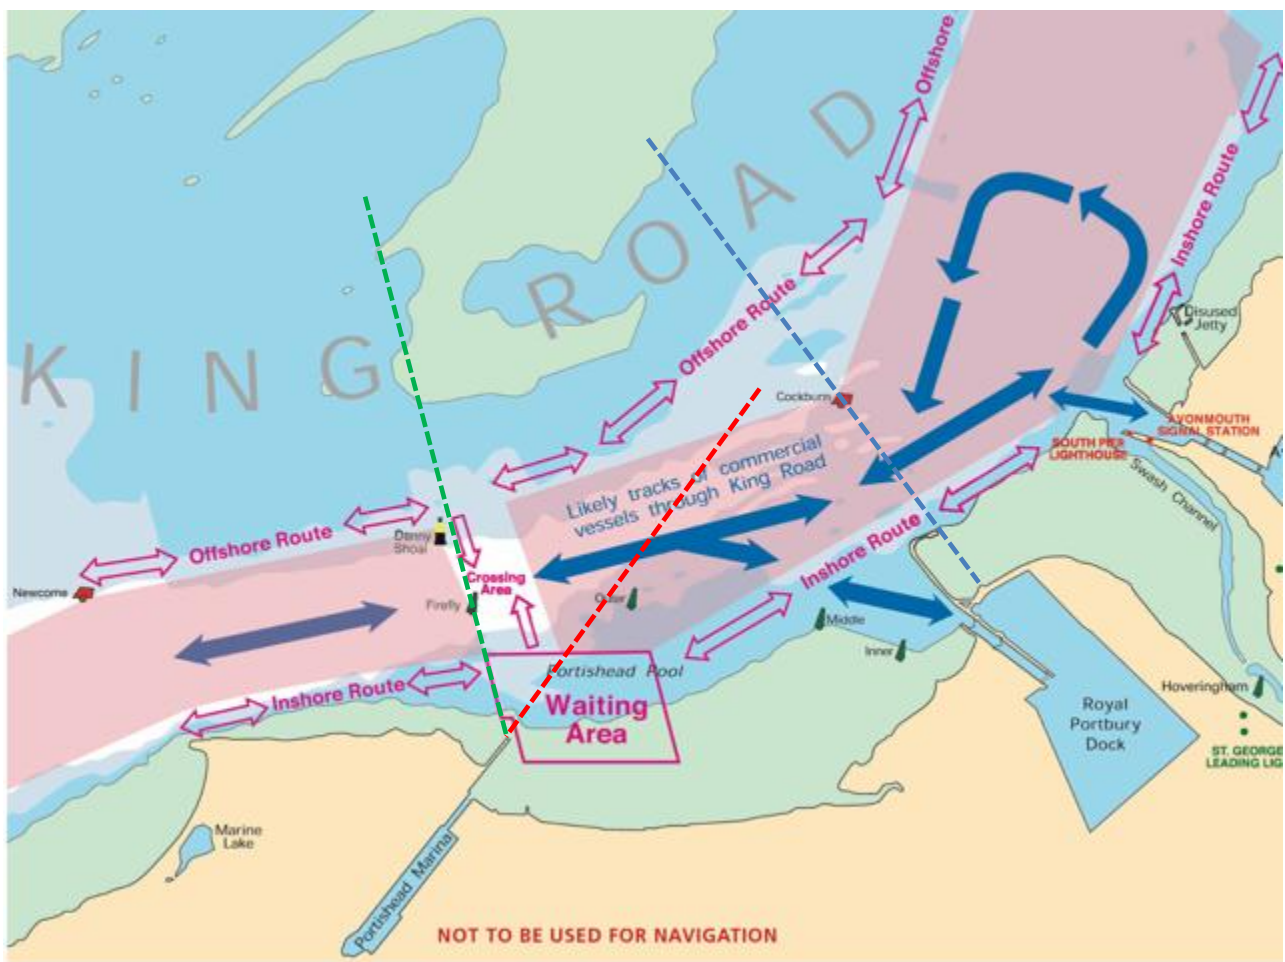 KING ROAD
Offshore
Inshore Route
Disused
Jetty
Offshore Route
Cockburn
AVONMOUTH
SIGNAL STATION
SOUTH PIER
LIGHTHOUSE
Swash Channel
Likely tracks of commercial
vessels through King Road
Offshore Route
Danny
Shoal
Crossing
Area
Newcome
Firefly
Outer
Inshore Route
Middle
Inner
Portishead Pool
Inshore Route
Waiting
Area
Hoveringham
Royal
Portbury
Dock
ST. GEORGE
LEADING LIG
Marine
Lake
Portishead Marina
NOT TO BE USED FOR NAVIGATION